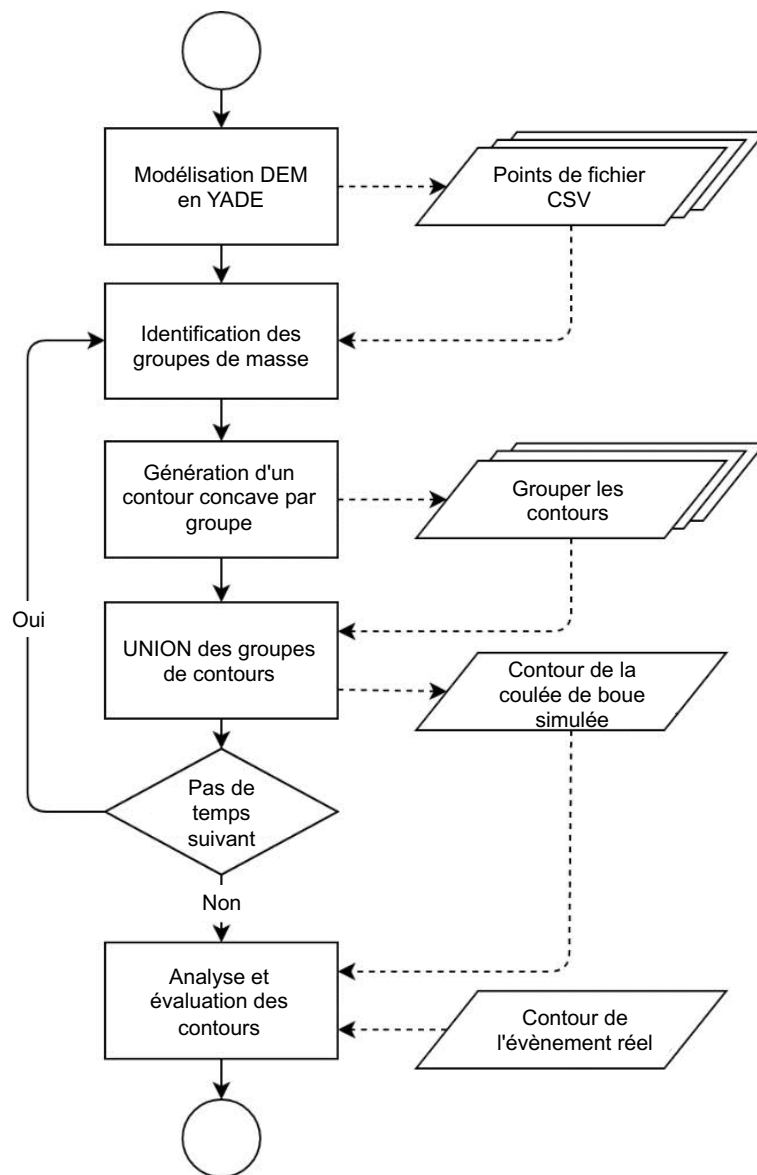 Modélisation DEM
en YADE
Points de fichier
CSV
Identification des
groupes de masse
Génération d'un
contour concave par
groupe
Grouper les
contours
Oui
UNION des groupes
de contours
Contour de la
coulée de boue
simulée
Pas de
temps
suivant
Non
Analyse et
évaluation des
contours
Contour de
l'évènement réel